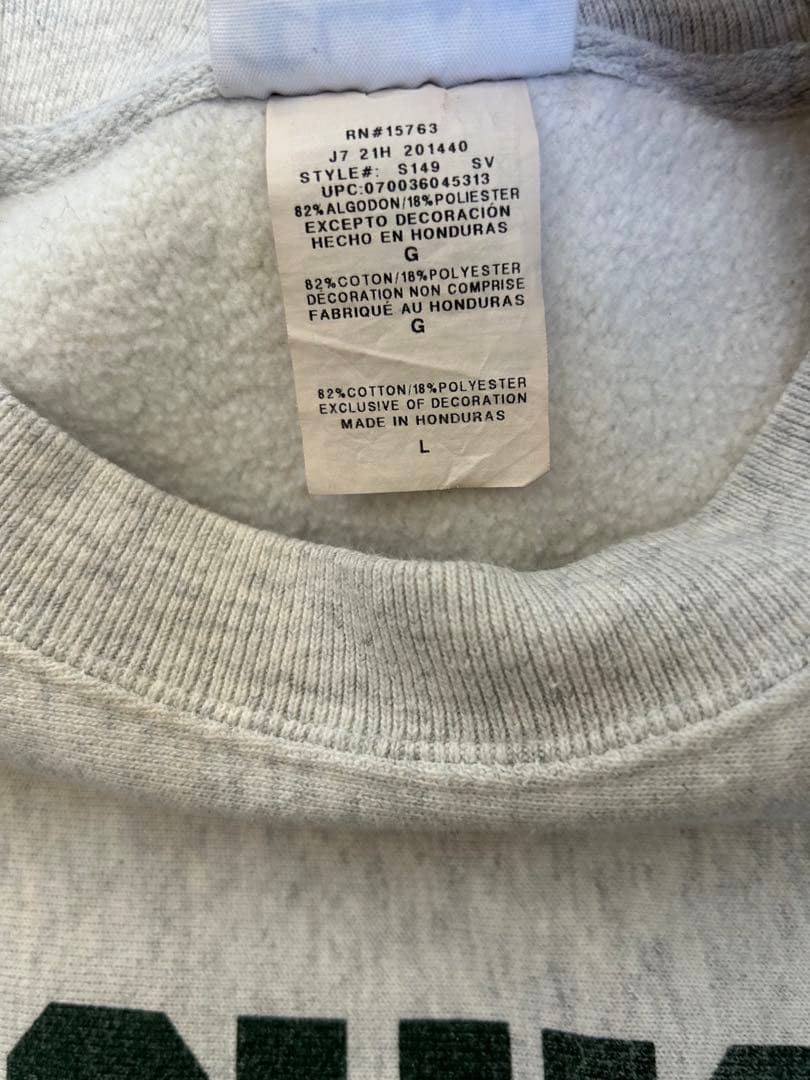 RN#15763
J7 21H 201440
STYLE#: S149 SV
UPC:070036045313
82%ALGODON/18%POLIESTER
EXCEPTO DECORACIÓN
HECHO EN HONDURAS
G
82%COTON/18%POLYESTER
DÉCORATION NON COMPRISE
FABRIQUÉ AU HONDURAS
G
82%COTTON/18%POLYESTER
EXCLUSIVE OF DECORATION
MADE IN HONDURAS
L